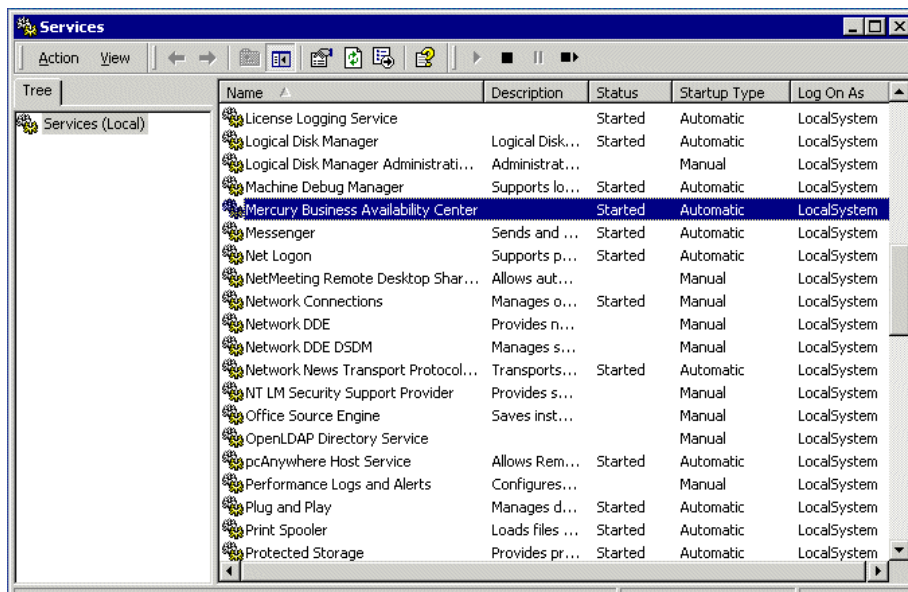 Services
Action View
Tree
Services (Local)
Name Description Status Startup Type Log On As
License Logging Service Started Automatic LocalSystem
Logical Disk Manager Logical Disk... Started Automatic LocalSystem
Logical Disk Manager Administrati... Administrat... Manual LocalSystem
Machine Debug Manager Supports lo... Started Automatic LocalSystem
Mercury Business Availability Center Started Automatic LocalSystem
Messenger Sends and ... Started Automatic LocalSystem
Net Logon Supports p... Started Automatic LocalSystem
NetMeeting Remote Desktop Shar... Allows aut... Manual LocalSystem
Network Connections Manages o... Started Manual LocalSystem
Network DDE Provides n... Manual LocalSystem
Network DDE DSDM Manages s... Manual LocalSystem
Network News Transport Protocol... Transports... Started Automatic LocalSystem
NT LM Security Support Provider Provides s... Manual LocalSystem
Office Source Engine Saves inst... Manual LocalSystem
OpenLDAP Directory Service Manual LocalSystem
pcAnywhere Host Service Allows Rem... Started Automatic LocalSystem
Performance Logs and Alerts Configures... Manual LocalSystem
Plug and Play Manages d... Started Automatic LocalSystem
Print Spooler Loads files ... Started Automatic LocalSystem
Protected Storage Provides pr... Started Automatic LocalSystem